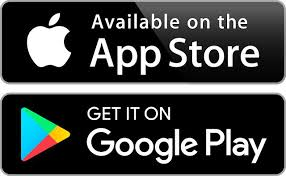 Available on the
App Store
GET IT ON
Google Play